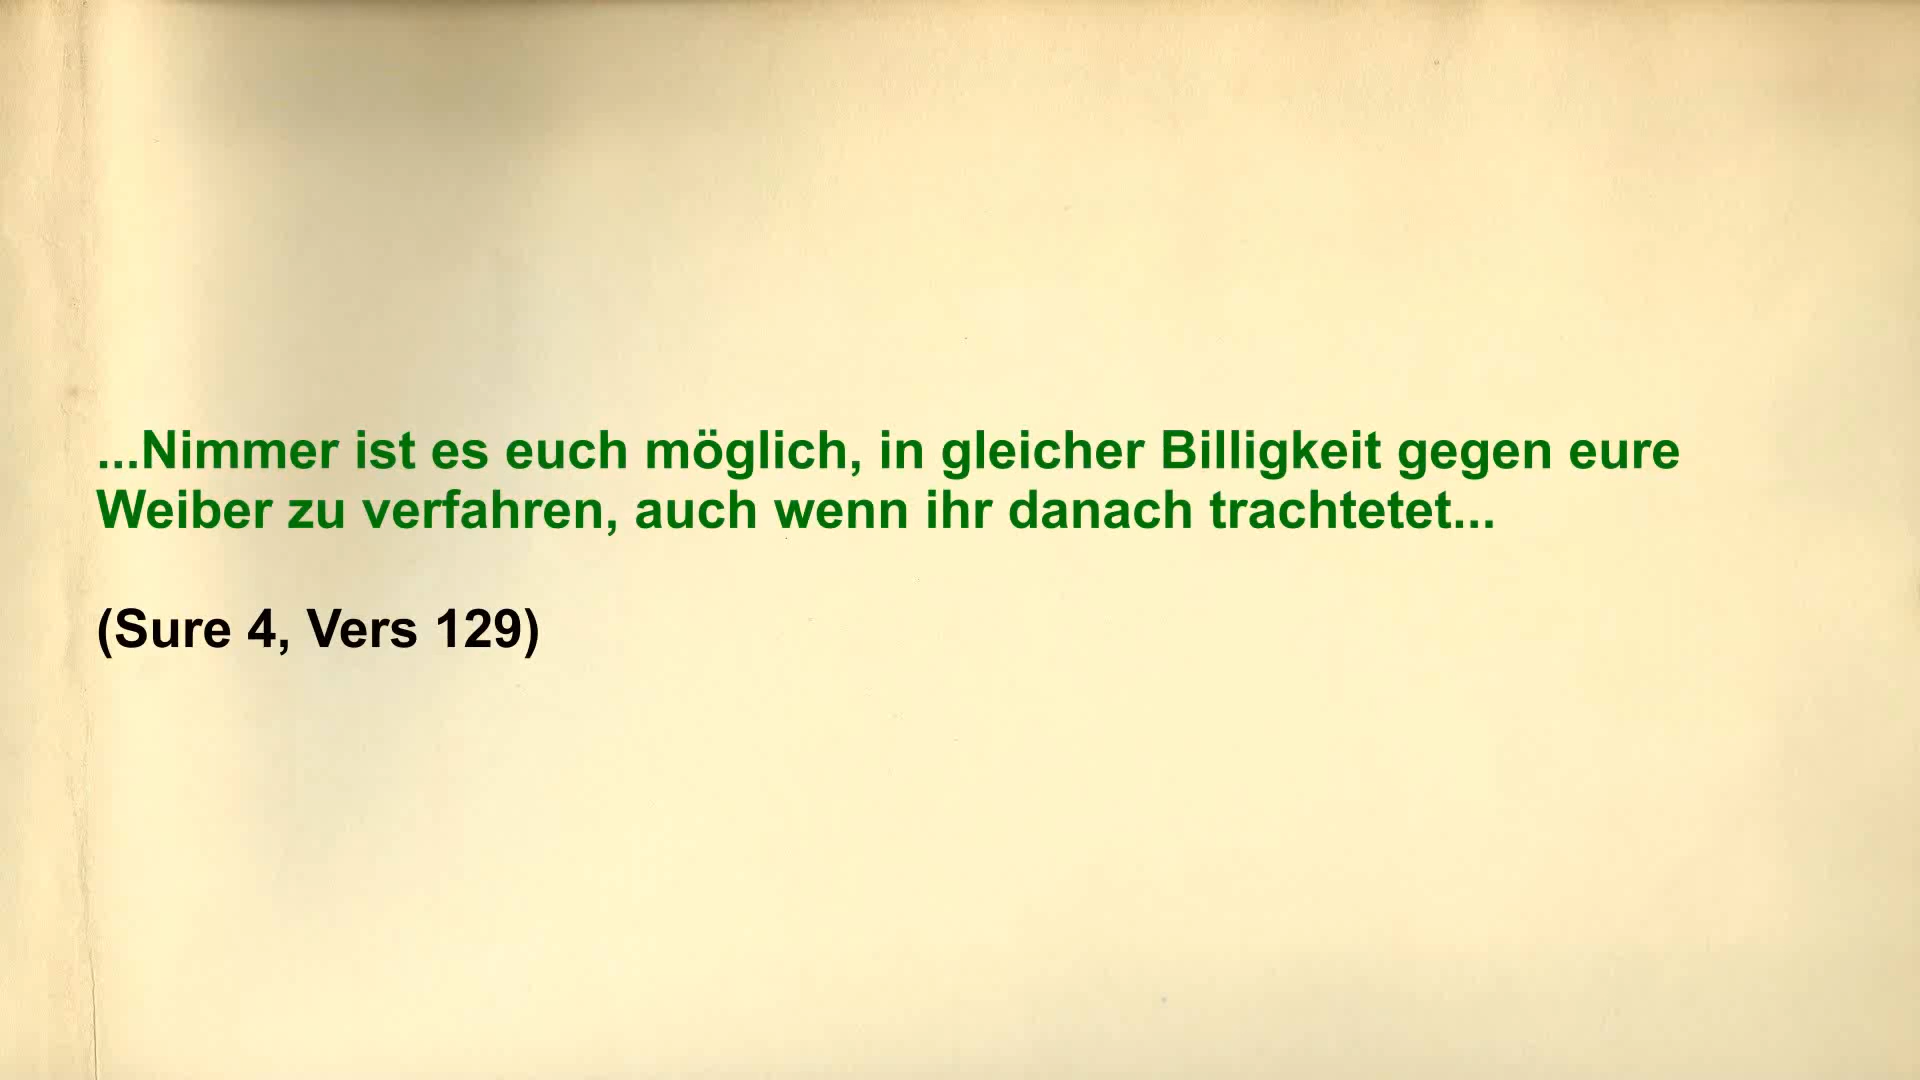 ...Nimmer ist es euch möglich, in gleicher Billigkeit gegen eure
Weiber zu verfahren, auch wenn ihr danach trachtetet...
(Sure 4, Vers 129)